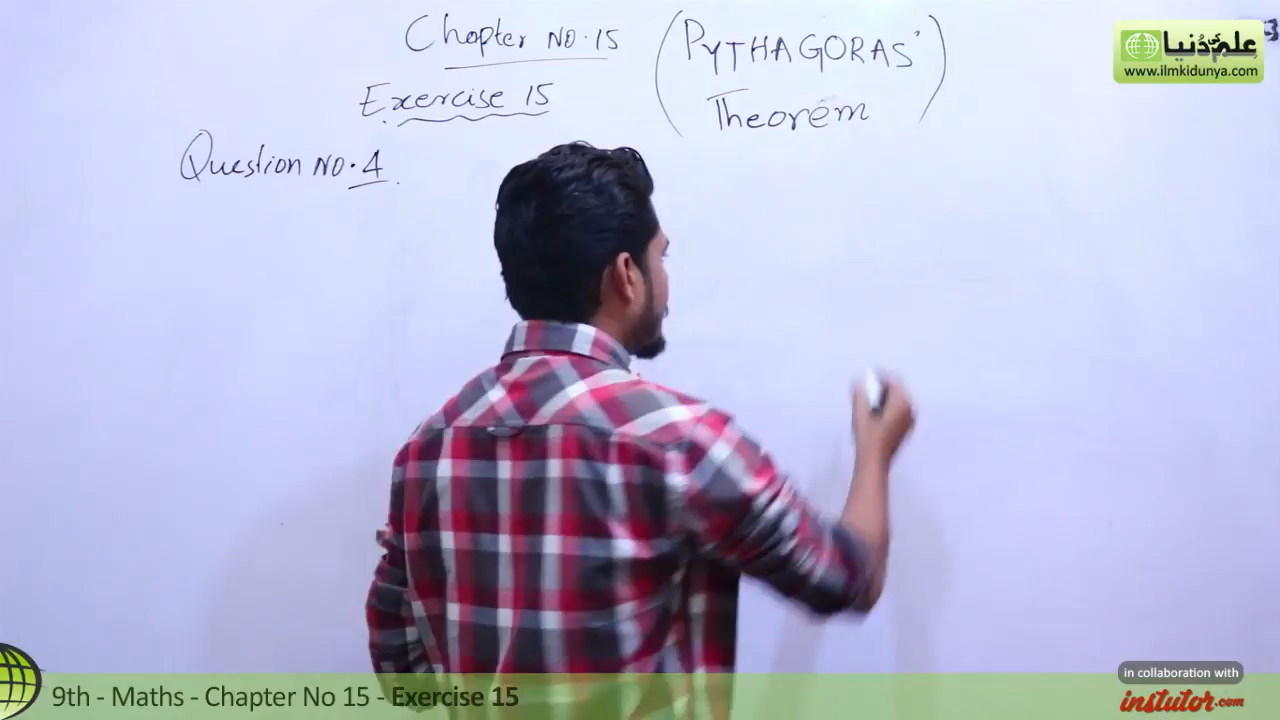 Chapter NO. 15
(PYTHAGORAS'
Theorem)
Exercise 15
Question NO. 4
علم کی دُنیا
www.ilmkidunya.com
9th - Maths - Chapter No 15 - Exercise 15
in collaboration with
instutor.com